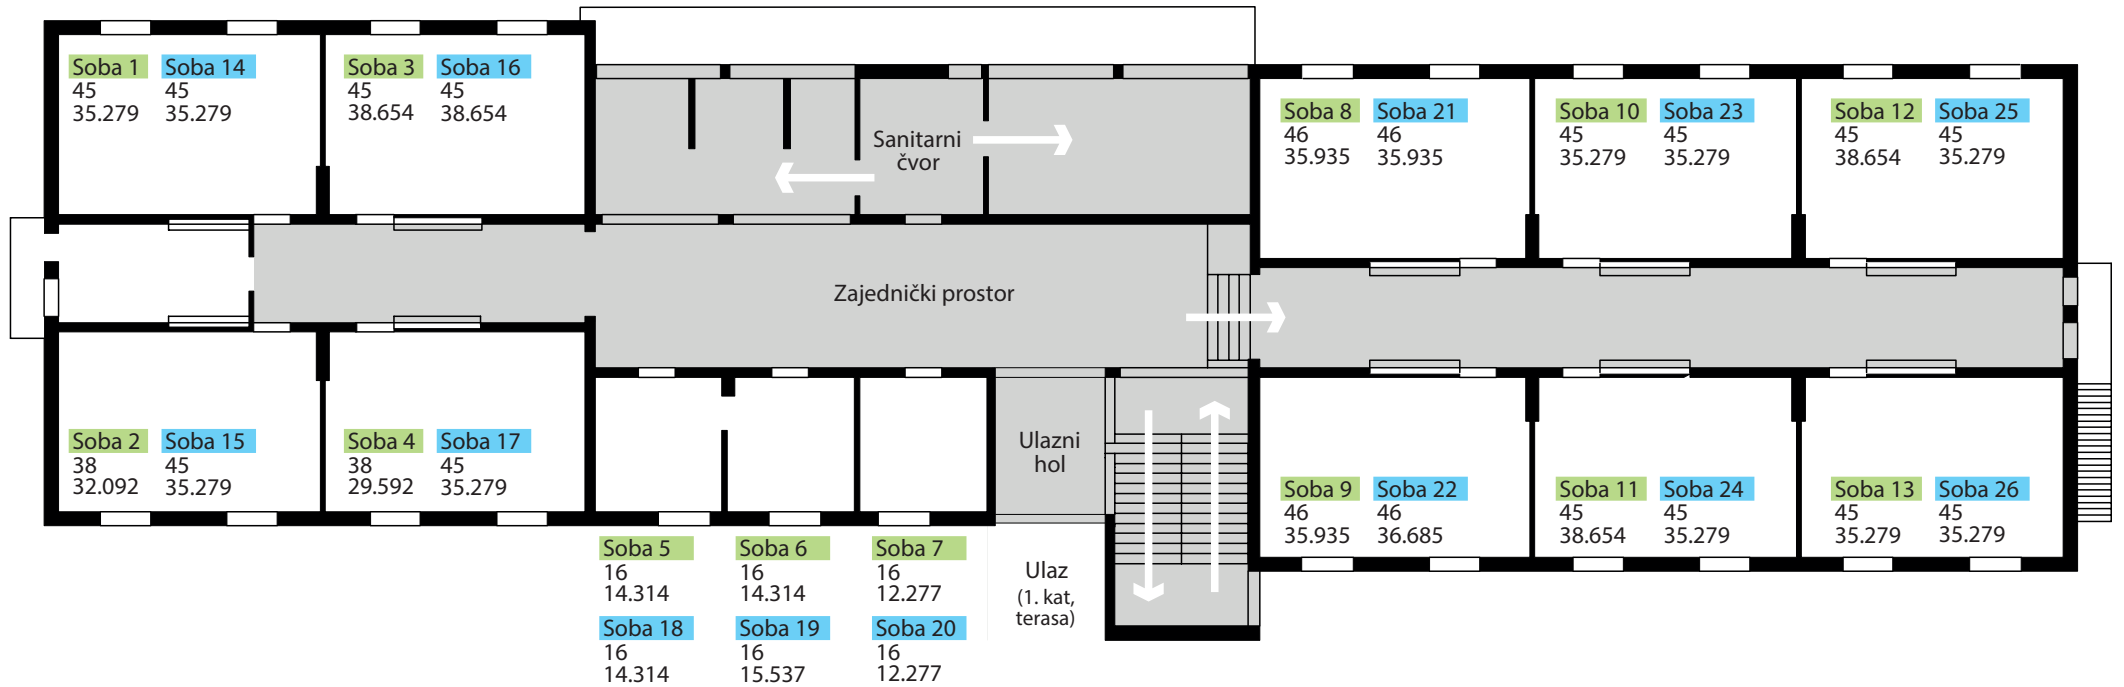 Soba 1
45
35.279
Soba 14
45
35.279
Soba 3
45
38.654
Soba 16
45
38.654
Sanitarni
čvor
Soba 8
46
35.935
Soba 21
46
35.935
Soba 10
45
35.279
Soba 23
45
35.279
Soba 12
45
38.654
Soba 25
45
35.279
Zajednički prostor
Soba 2
38
32.092
Soba 15
45
35.279
Soba 4
38
29.592
Soba 17
45
35.279
Ulazni
hol
Soba 9
46
35.935
Soba 22
46
36.685
Soba 11
45
38.654
Soba 24
45
35.279
Soba 13
45
35.279
Soba 26
45
35.279
Soba 5
16
14.314
Soba 6
16
14.314
Soba 7
16
12.277
Ulaz
(1. kat,
terasa)
Soba 18
16
14.314
Soba 19
16
15.537
Soba 20
16
12.277